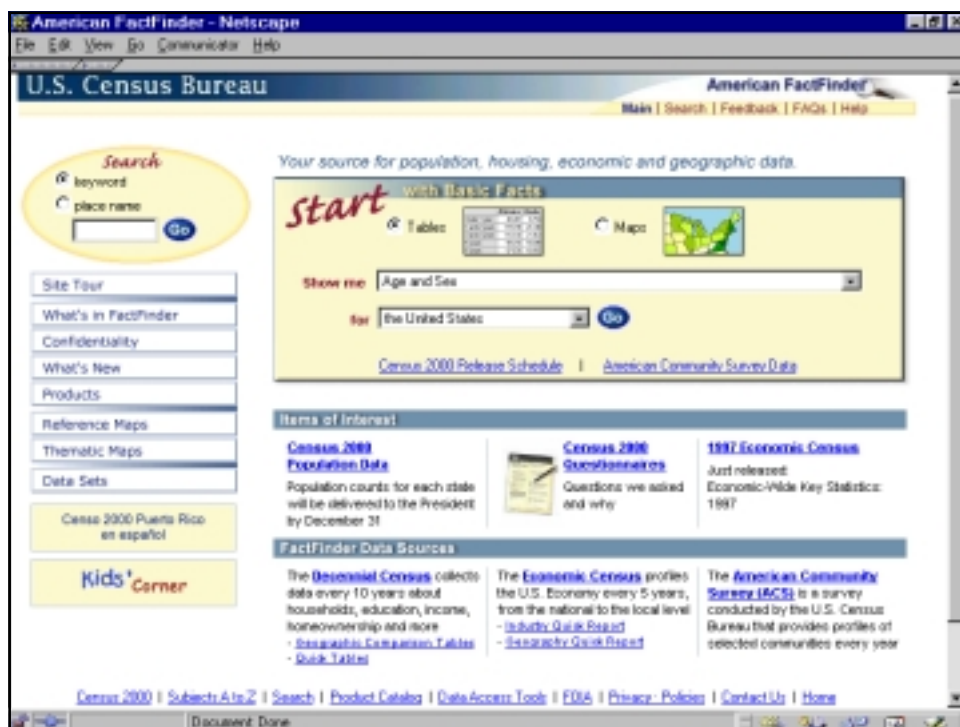 American FactFinder - Netscape
File Edit View Go Communicator Help
U.S. Census Bureau
American FactFinder
Main | Search | Feedback | FAQs | Help
Search
keyword
place name
Go
Site Tour
What's in FactFinder
Confidentiality
What's New
Products
Reference Maps
Thematic Maps
Data Sets
Censo 2000 Puerto Rico
en español
Kids' Corner
Your source for population, housing, economic and geographic data.
Start with Basic Facts
Tables
Maps
Show me Age and Sex
for the United States Go
Census 2000 Release Schedule | American Community Survey Data
Items of Interest
Census 2000
Population Data
Population counts for each state
will be delivered to the President
by December 31
Census 2000
Questionnaires
Questions we asked
and why
1997 Economic Census
Just released:
Economic-Wide Key Statistics:
1997
FactFinder Data Sources
The Decennial Census collects
data every 10 years about
households, education, income,
homeownership and more
- Geographic Comparison Tables
- Quick Tables
The Economic Census profiles
the U.S. Economy every 5 years,
from the national to the local level
- Industry Quick Report
- Geography Quick Report
The American Community
Survey (ACS) is a survey
conducted by the U.S. Census
Bureau that provides profiles of
selected communities every year
Census 2000 | Subjects A to Z | Search | Product Catalog | Data Access Tools | FOIA | Privacy · Policies | Contact Us | Home
Document Done